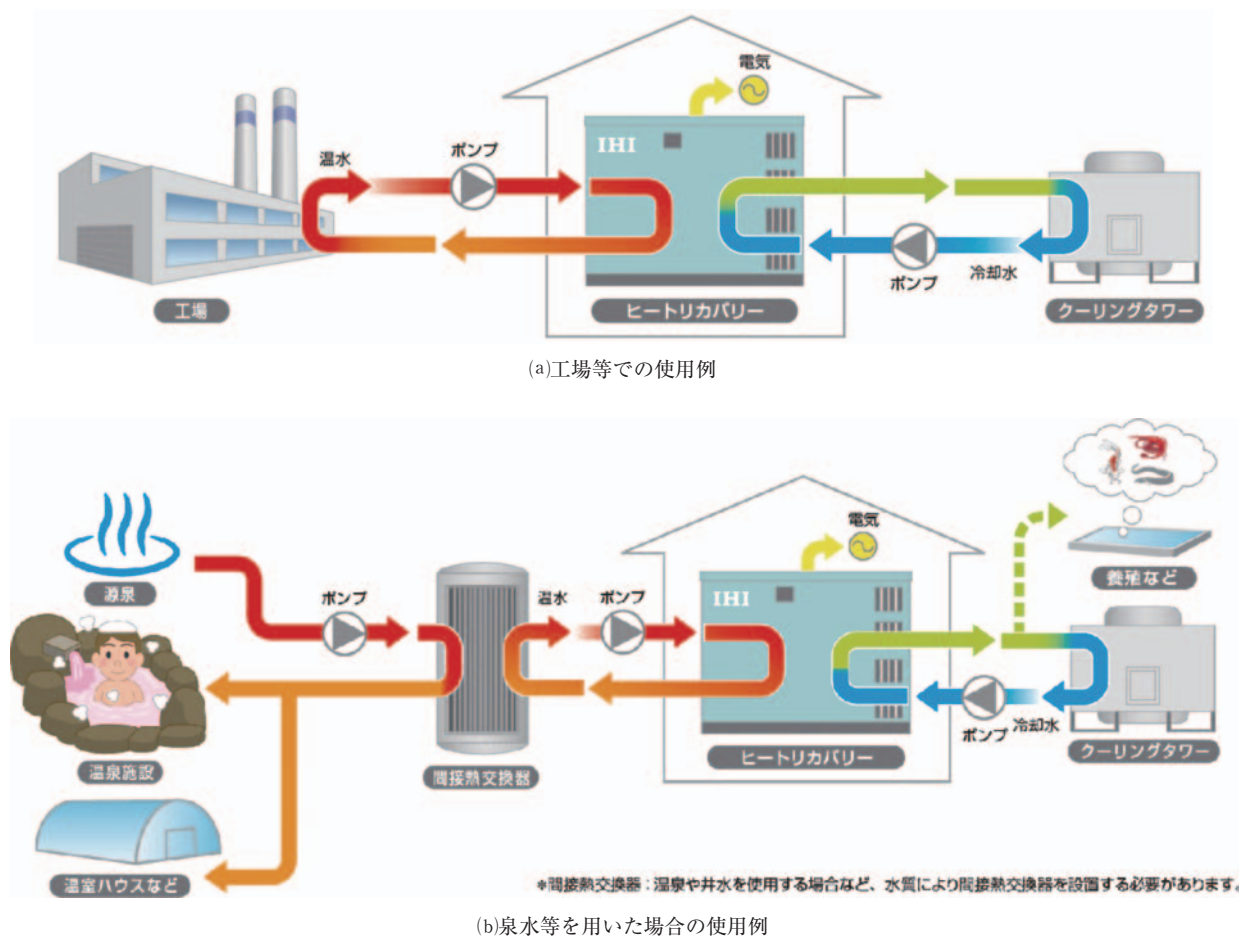 電気
IHI
温水
ポンプ
ポンプ
冷却水
工場
ヒートリカバリー
クーリングタワー
(a)工場等での使用例
源泉
ポンプ
温水
ポンプ
電気
IHI
養殖など
ポンプ
冷却水
温泉施設
間接熱交換器
ヒートリカバリー
クーリングタワー
温室ハウスなど
*間接熱交換器:温泉や井水を使用する場合など、水質により間接熱交換器を設置する必要があります。
(b)泉水等を用いた場合の使用例